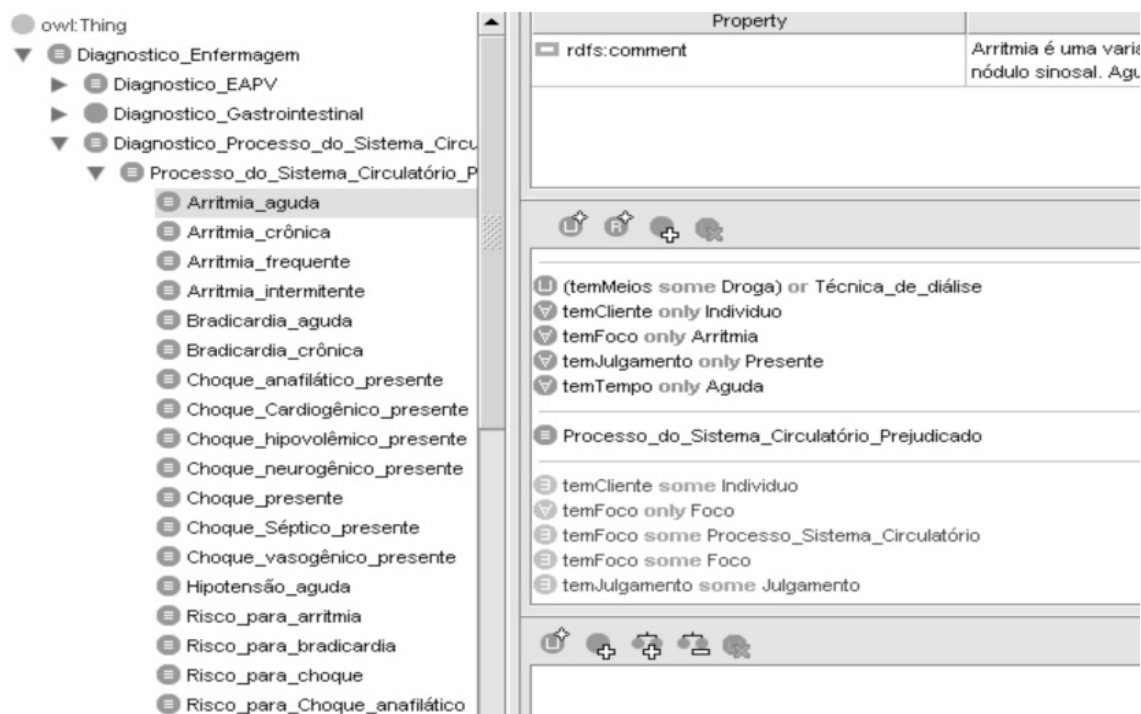 owl:Thing
Diagnostico_Enfermagem
Diagnostico_EAPV
Diagnostico_Gastrointestinal
Diagnostico_Processo_do_Sistema_Circu
Processo_do_Sistema_Circulatório_P
Arritmia_aguda
Arritmia_crônica
Arritmia_frequente
Arritmia_intermitente
Bradicardia_aguda
Bradicardia_crônica
Choque_anafilático_presente
Choque_Cardiogênico_presente
Choque_hipovolêmico_presente
Choque_neurogênico_presente
Choque_presente
Choque_Séptico_presente
Choque_vasogênico_presente
Hipotensão_aguda
Risco_para_arritmia
Risco_para_bradicardia
Risco_para_choque
Risco_para_Choque_anafilático
Property
rdfs:comment
Arritmia é uma varia
nódulo sinosal. Agu
(temMeios some Droga) or Técnica_de_diálise
temCliente only Individuo
temFoco only Arritmia
temJulgamento only Presente
temTempo only Aguda
Processo_do_Sistema_Circulatório_Prejudicado
temCliente some Individuo
temFoco only Foco
temFoco some Processo_Sistema_Circulatório
temFoco some Foco
temJulgamento some Julgamento